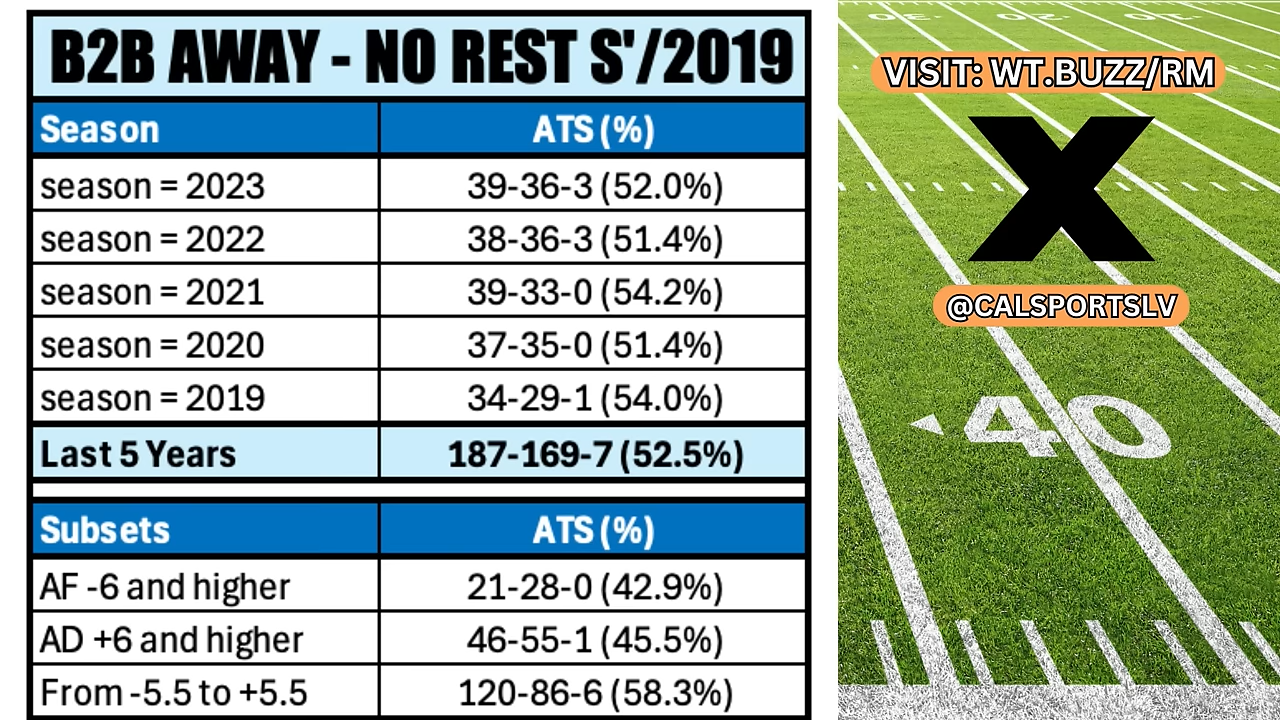 B2B AWAY - NO REST S'/2019
Season ATS (%)
season = 2023 39-36-3 (52.0%)
season = 2022 38-36-3 (51.4%)
season = 2021 39-33-0 (54.2%)
season = 2020 37-35-0 (51.4%)
season = 2019 34-29-1 (54.0%)
Last 5 Years 187-169-7 (52.5%)
Subsets ATS (%)
AF -6 and higher 21-28-0 (42.9%)
AD +6 and higher 46-55-1 (45.5%)
From -5.5 to +5.5 120-86-6 (58.3%)
VISIT: WT.BUZZ/RM
X
@CALSPORTSLV
40